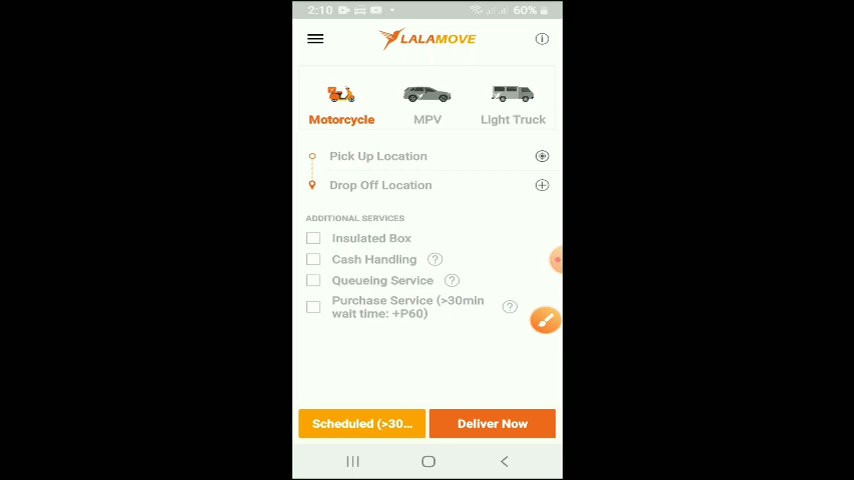 2:10 60%
LALAMOVE
Motorcycle MPV Light Truck
Pick Up Location
Drop Off Location
ADDITIONAL SERVICES
Insulated Box
Cash Handling ?
Queueing Service ?
Purchase Service (>30min
wait time: +P60) ?
Scheduled (>30... Deliver Now